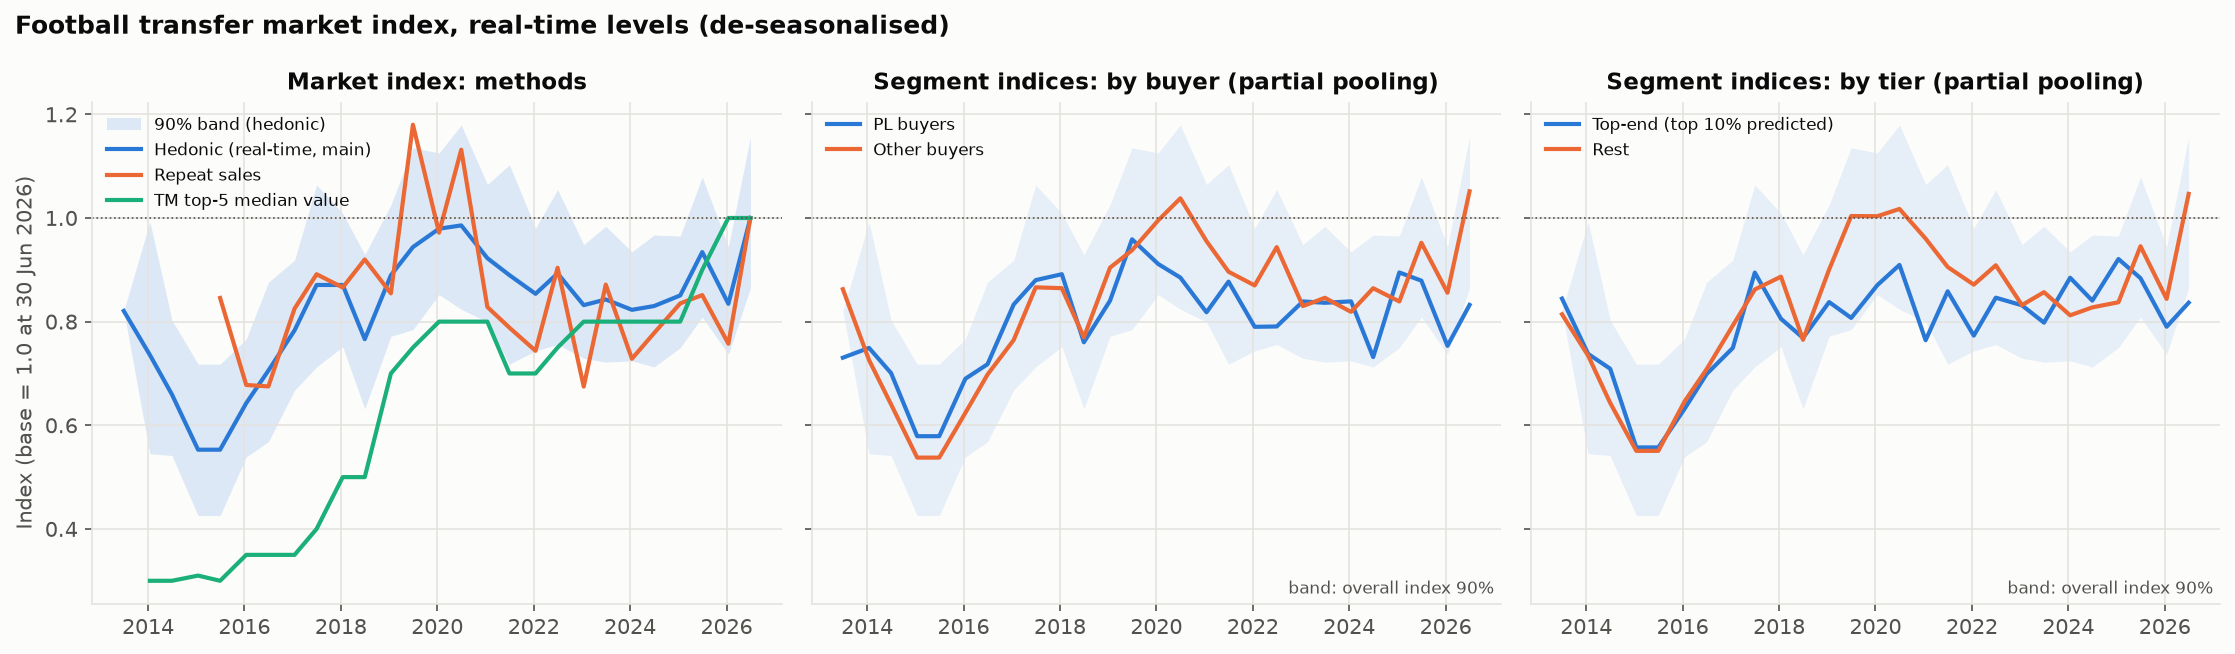 Football transfer market index, real-time levels (de-seasonalised)
Market index: methods
Index (base = 1.0 at 30 Jun 2026)
1.2
1.0
0.8
0.6
0.4
90% band (hedonic)
Hedonic (real-time, main)
Repeat sales
TM top-5 median value
2014 2016 2018 2020 2022 2024 2026
Segment indices: by buyer (partial pooling)
PL buyers
Other buyers
band: overall index 90%
2014 2016 2018 2020 2022 2024 2026
Segment indices: by tier (partial pooling)
Top-end (top 10% predicted)
Rest
band: overall index 90%
2014 2016 2018 2020 2022 2024 2026